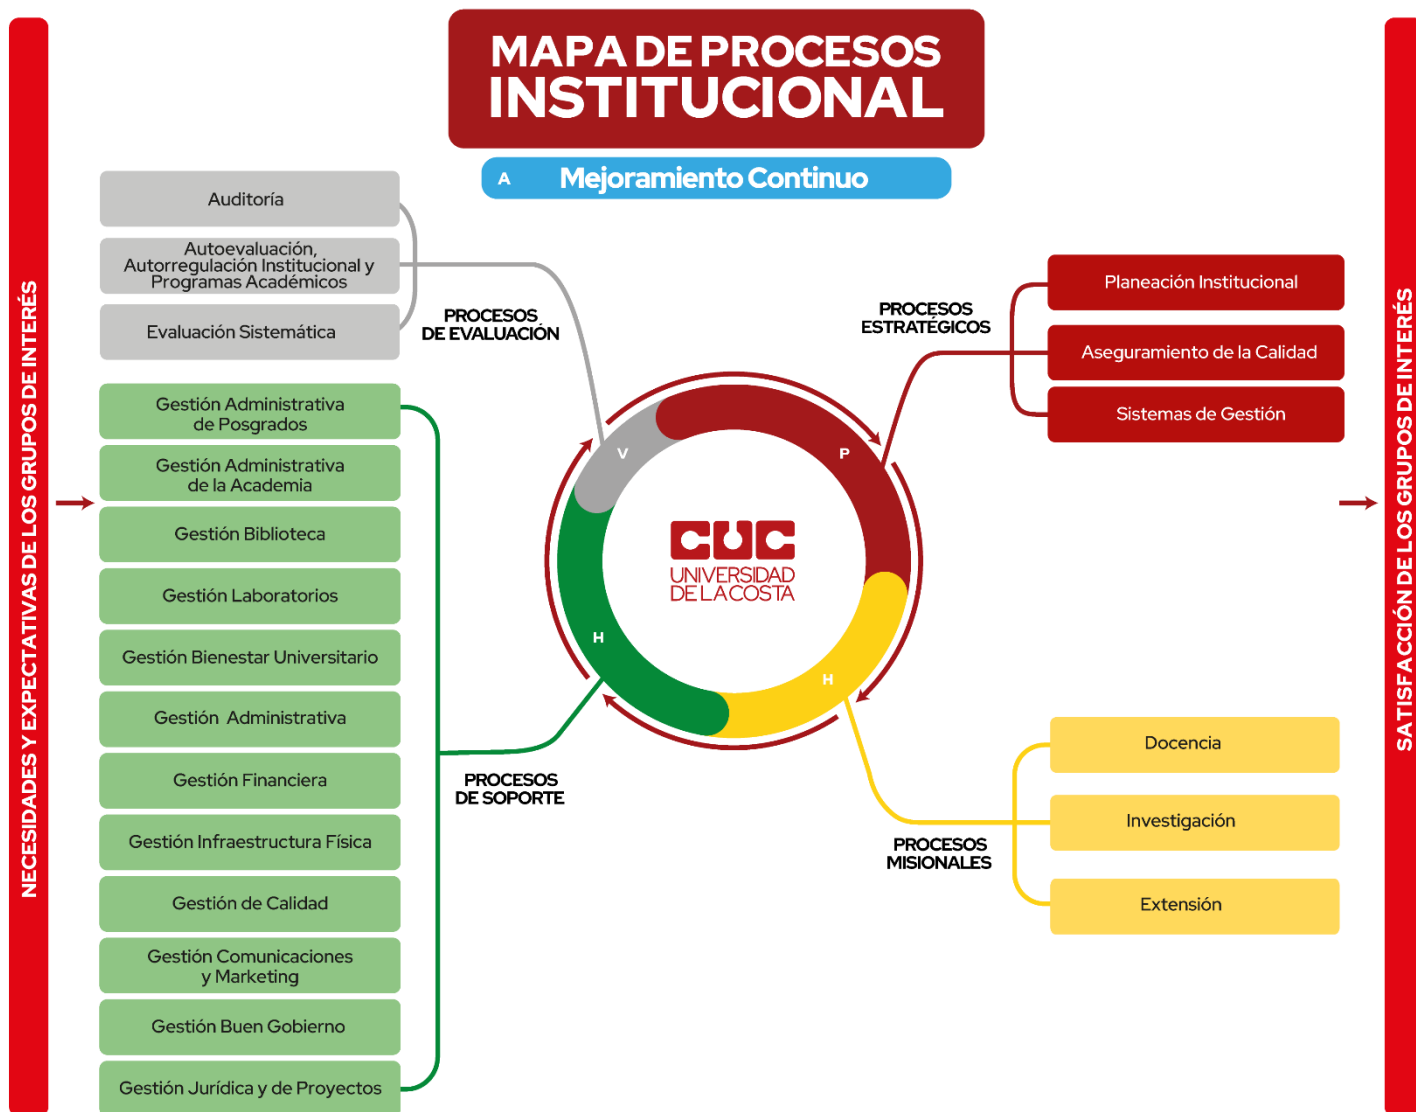 MAPA DE PROCESOS
INSTITUCIONAL
A Mejoramiento Continuo
NECESIDADES Y EXPECTATIVAS DE LOS GRUPOS DE INTERÉS
Auditoría
Autoevaluación,
Autorregulación Institucional y
Programas Académicos
Evaluación Sistemática
PROCESOS
DE EVALUACIÓN
Gestión Administrativa
de Posgrados
Gestión Administrativa
de la Academia
Gestión Biblioteca
Gestión Laboratorios
Gestión Bienestar Universitario
Gestión Administrativa
Gestión Financiera
Gestión Infraestructura Física
Gestión de Calidad
Gestión Comunicaciones
y Marketing
Gestión Buen Gobierno
Gestión Jurídica y de Proyectos
PROCESOS
DE SOPORTE
V
P
H
H
CUC
UNIVERSIDAD
DE LA COSTA
PROCESOS
ESTRATÉGICOS
Planeación Institucional
Aseguramiento de la Calidad
Sistemas de Gestión
PROCESOS
MISIONALES
Docencia
Investigación
Extensión
SATISFACCIÓN DE LOS GRUPOS DE INTERÉS